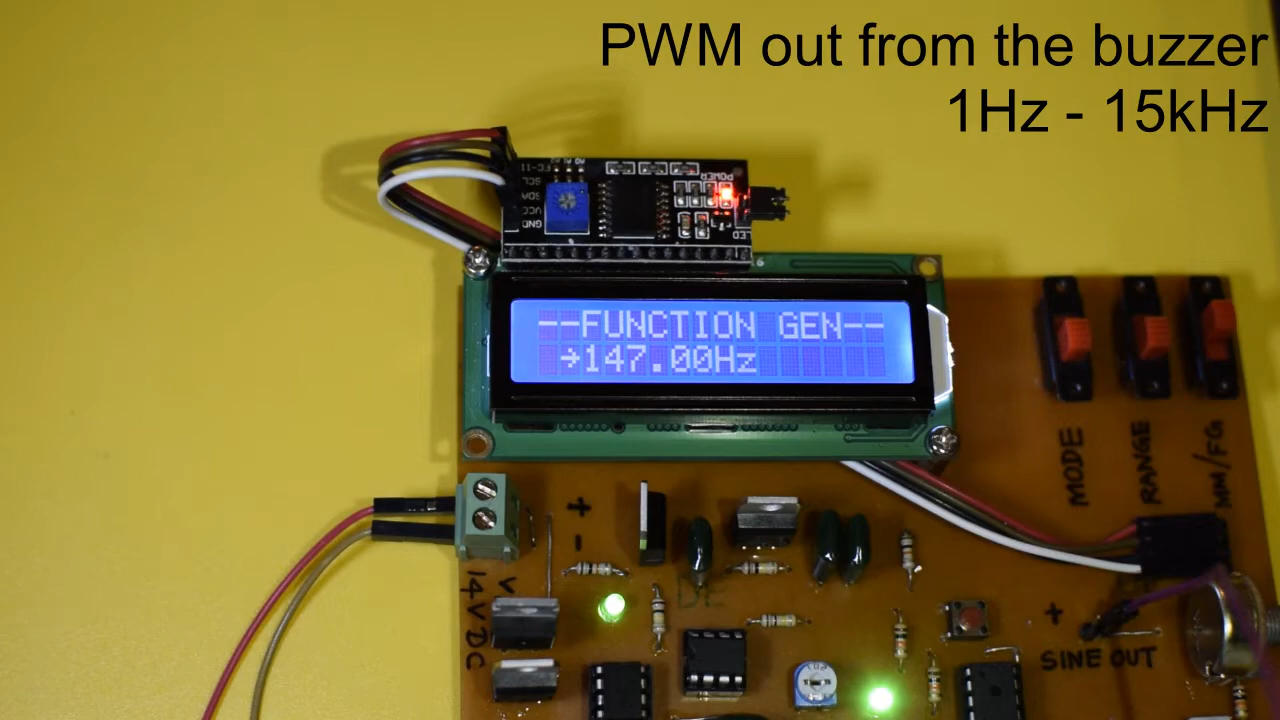 PWM out from the buzzer
1Hz - 15kHz
SCL
SDA
VCC
GND
POWER
LED
--FUNCTION GEN--
→147.00Hz
MODE
RANGE
MM/FG
+
-
14V DC
+
SINE OUT